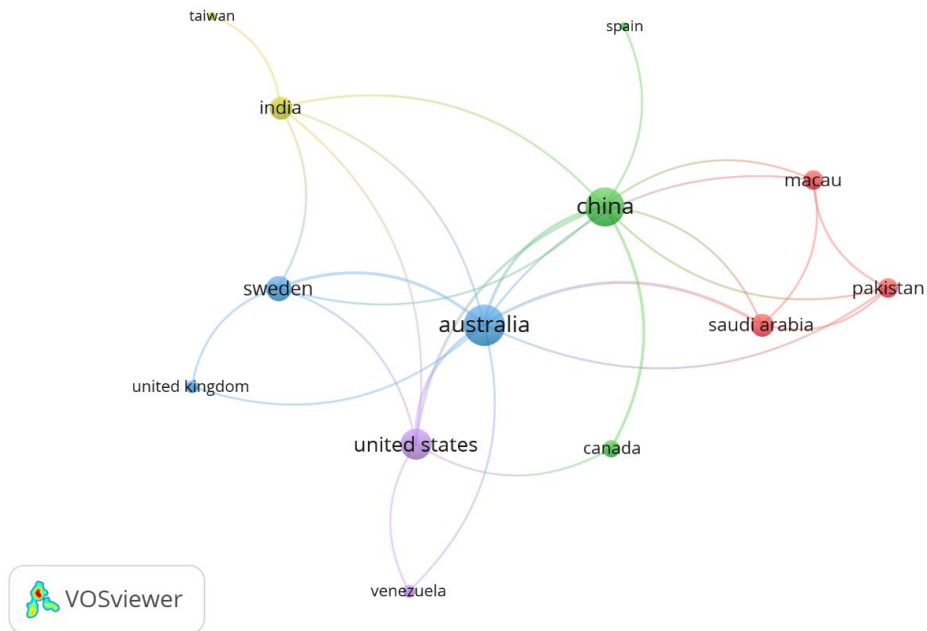 taiwan
spain
india
macau
china
sweden
pakistan
australia
saudi arabia
united kingdom
united states
canada
venezuela
VOSviewer